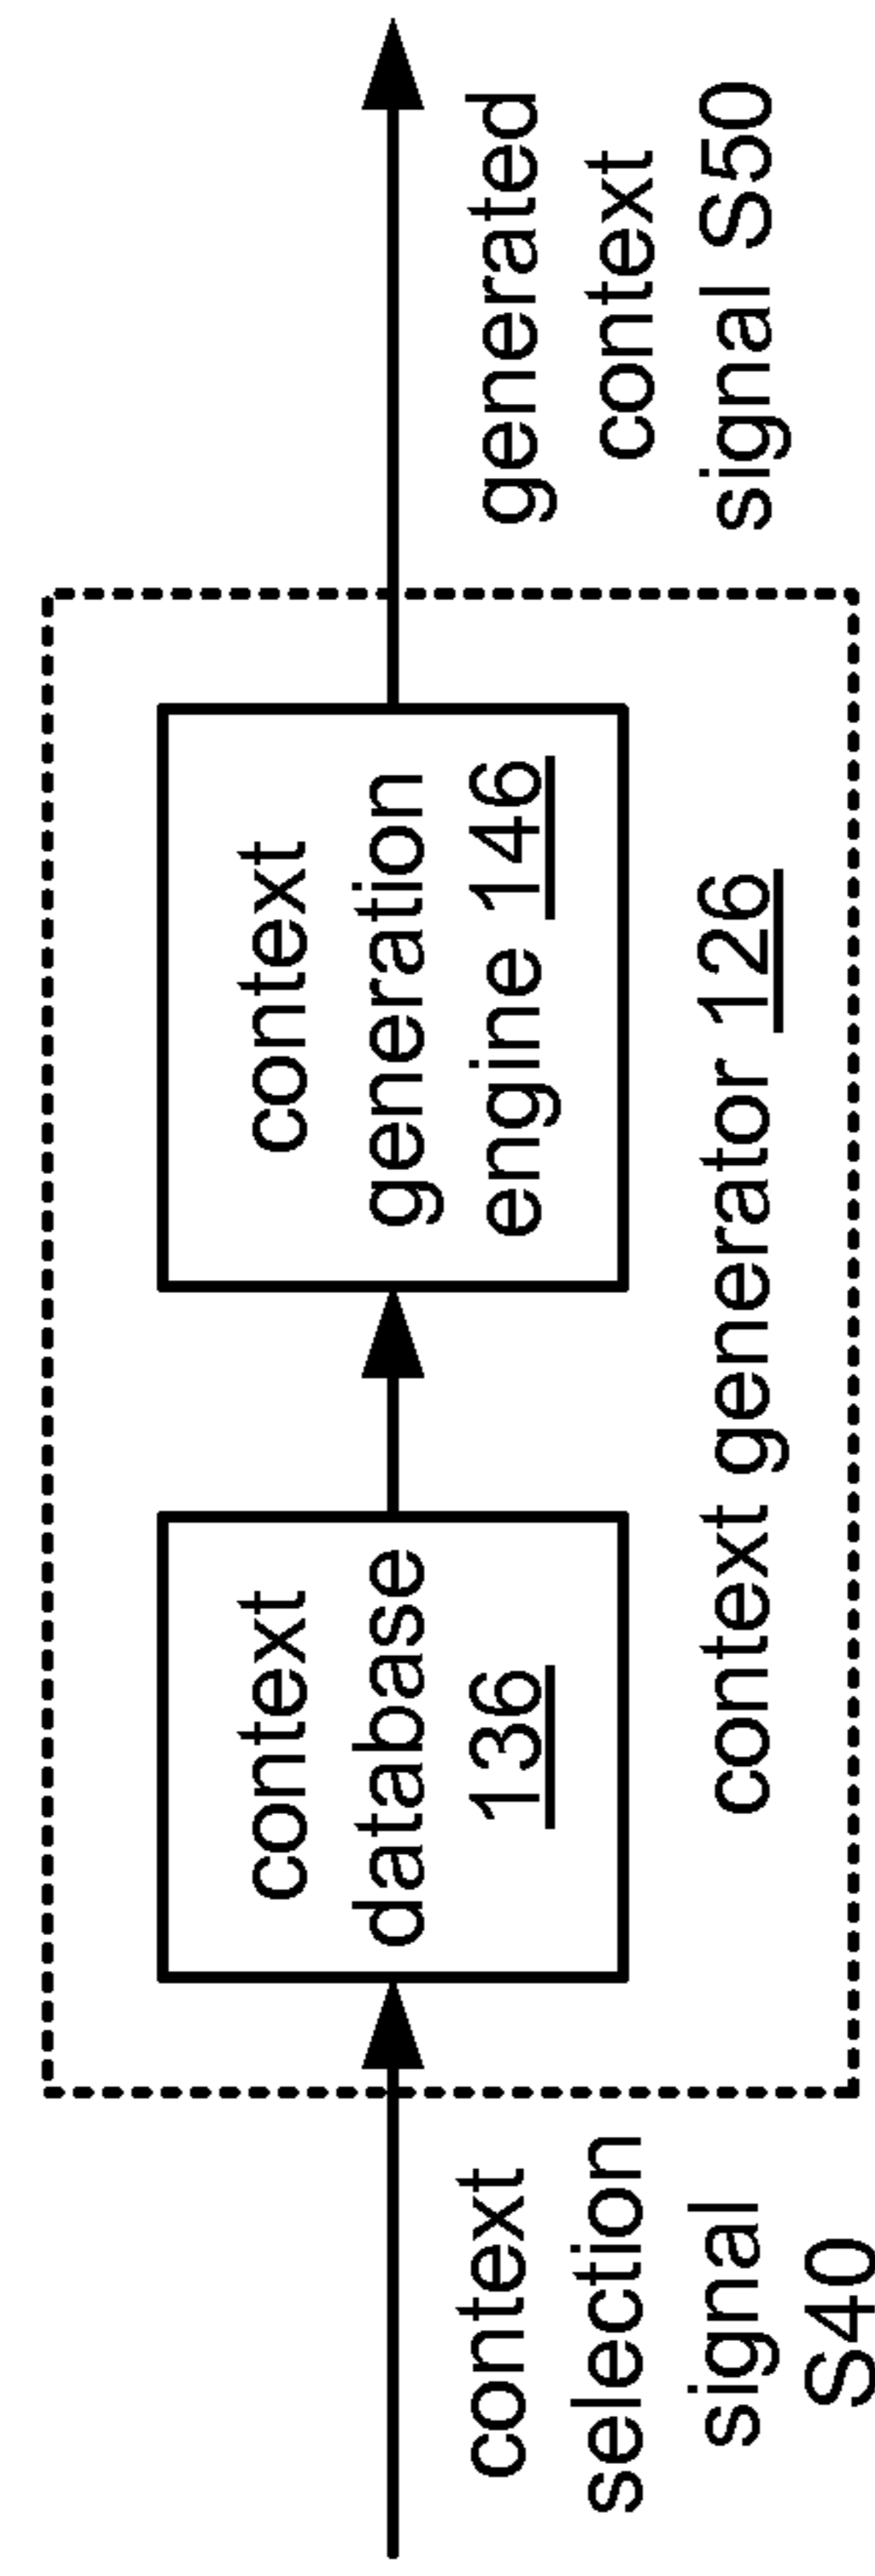 context
selection
signal
S40
context
database
136
context
generation
engine 146
context generator 126
generated
context
signal S50